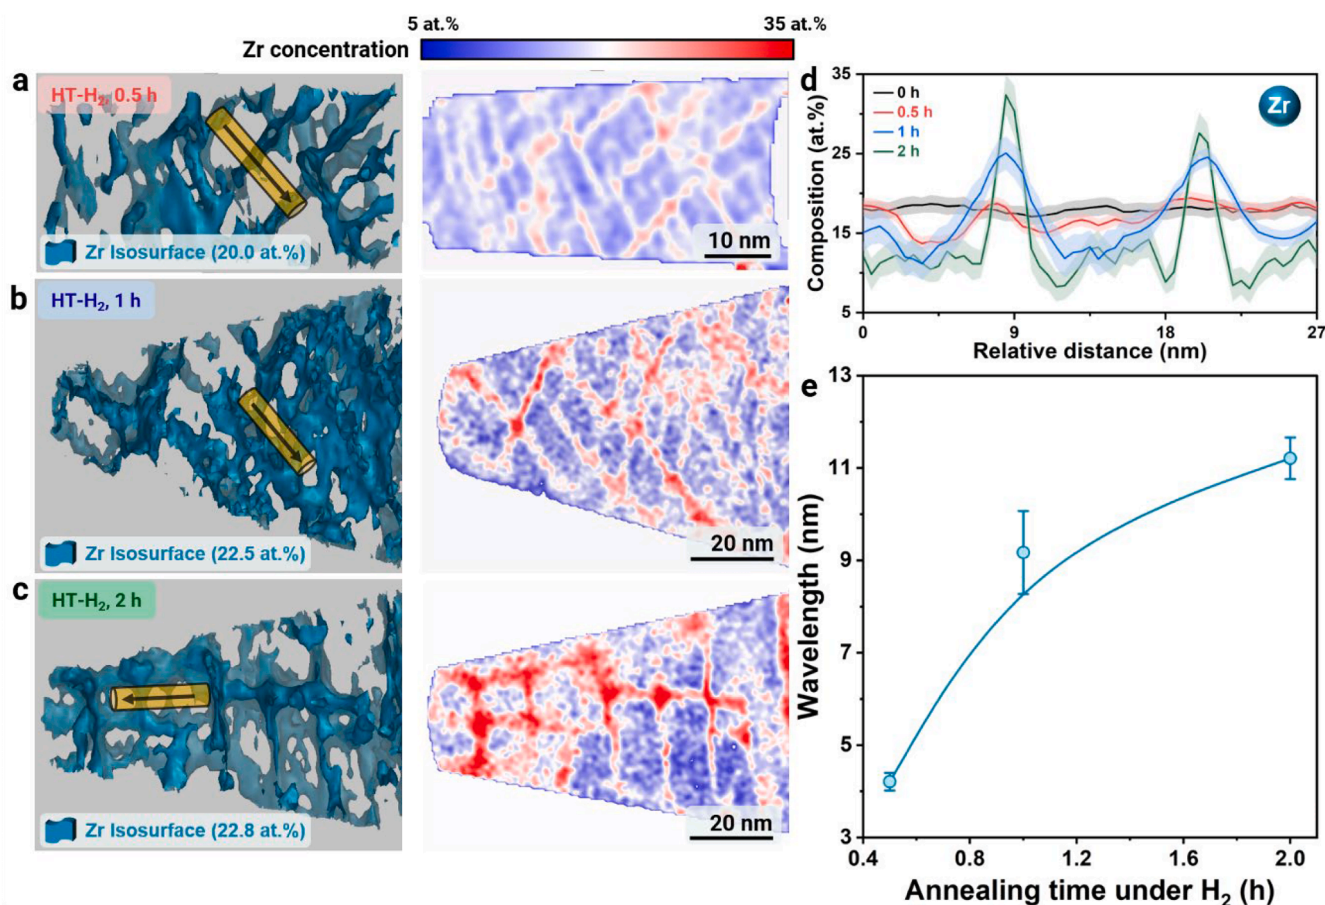 5 at.%
35 at.%
Zr concentration
a
HT-H₂, 0.5 h
Zr Isosurface (20.0 at.%)
10 nm
b
HT-H₂, 1 h
Zr Isosurface (22.5 at.%)
20 nm
c
HT-H₂, 2 h
Zr Isosurface (22.8 at.%)
20 nm
d
35
25
15
5
Composition (at.%)
0 h
0.5 h
1 h
2 h
Zr
0
9
18
27
Relative distance (nm)
e
13
11
9
7
5
3
Wavelength (nm)
0.4
0.8
1.2
1.6
2.0
Annealing time under H₂ (h)